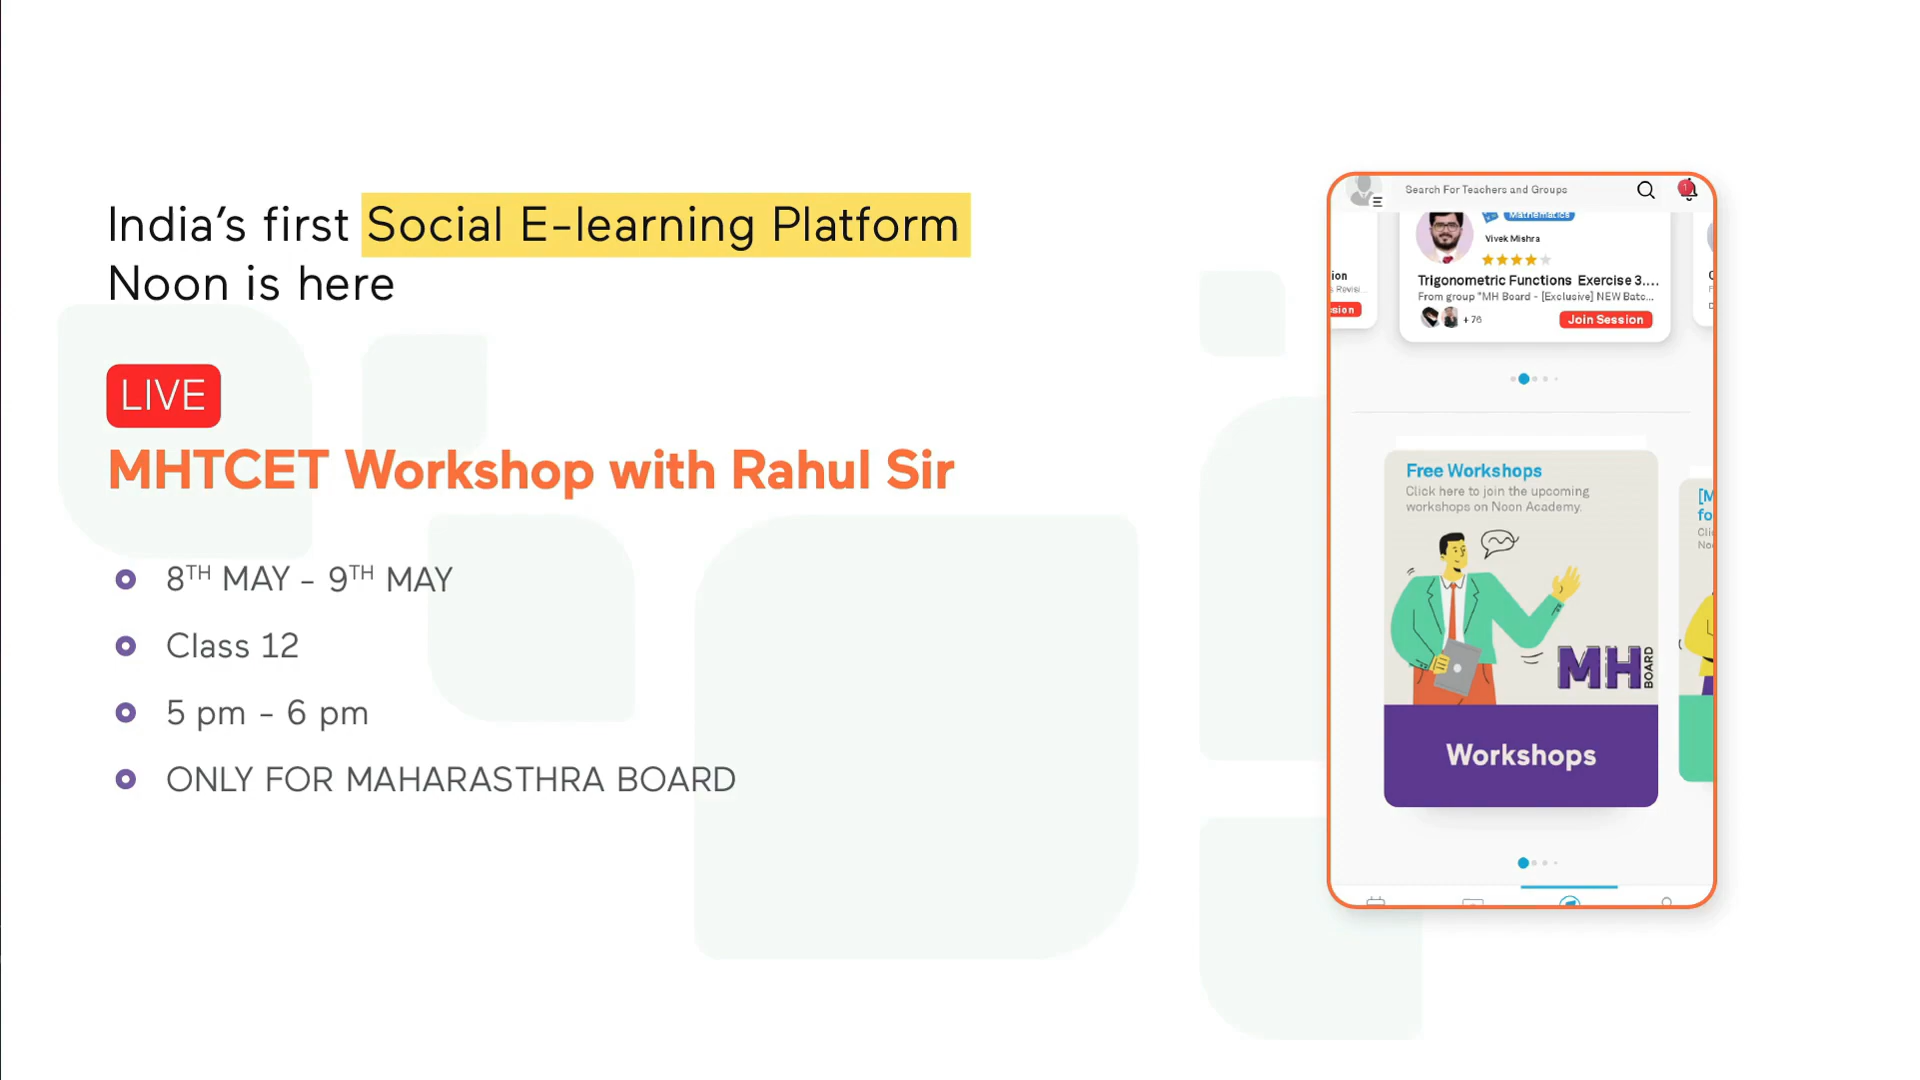 India's first Social E-learning Platform
Noon is here
LIVE
MHTCET Workshop with Rahul Sir
8TH MAY - 9TH MAY
Class 12
5 pm - 6 pm
ONLY FOR MAHARASTHRA BOARD
Search For Teachers and Groups
1
Mathematics
Vivek Mishra
Trigonometric Functions Exercise 3....
From group "MH Board - [Exclusive] NEW Batc...
+ 76
Join Session
Free Workshops
Click here to join the upcoming
workshops on Noon Academy.
MH BOARD
Workshops